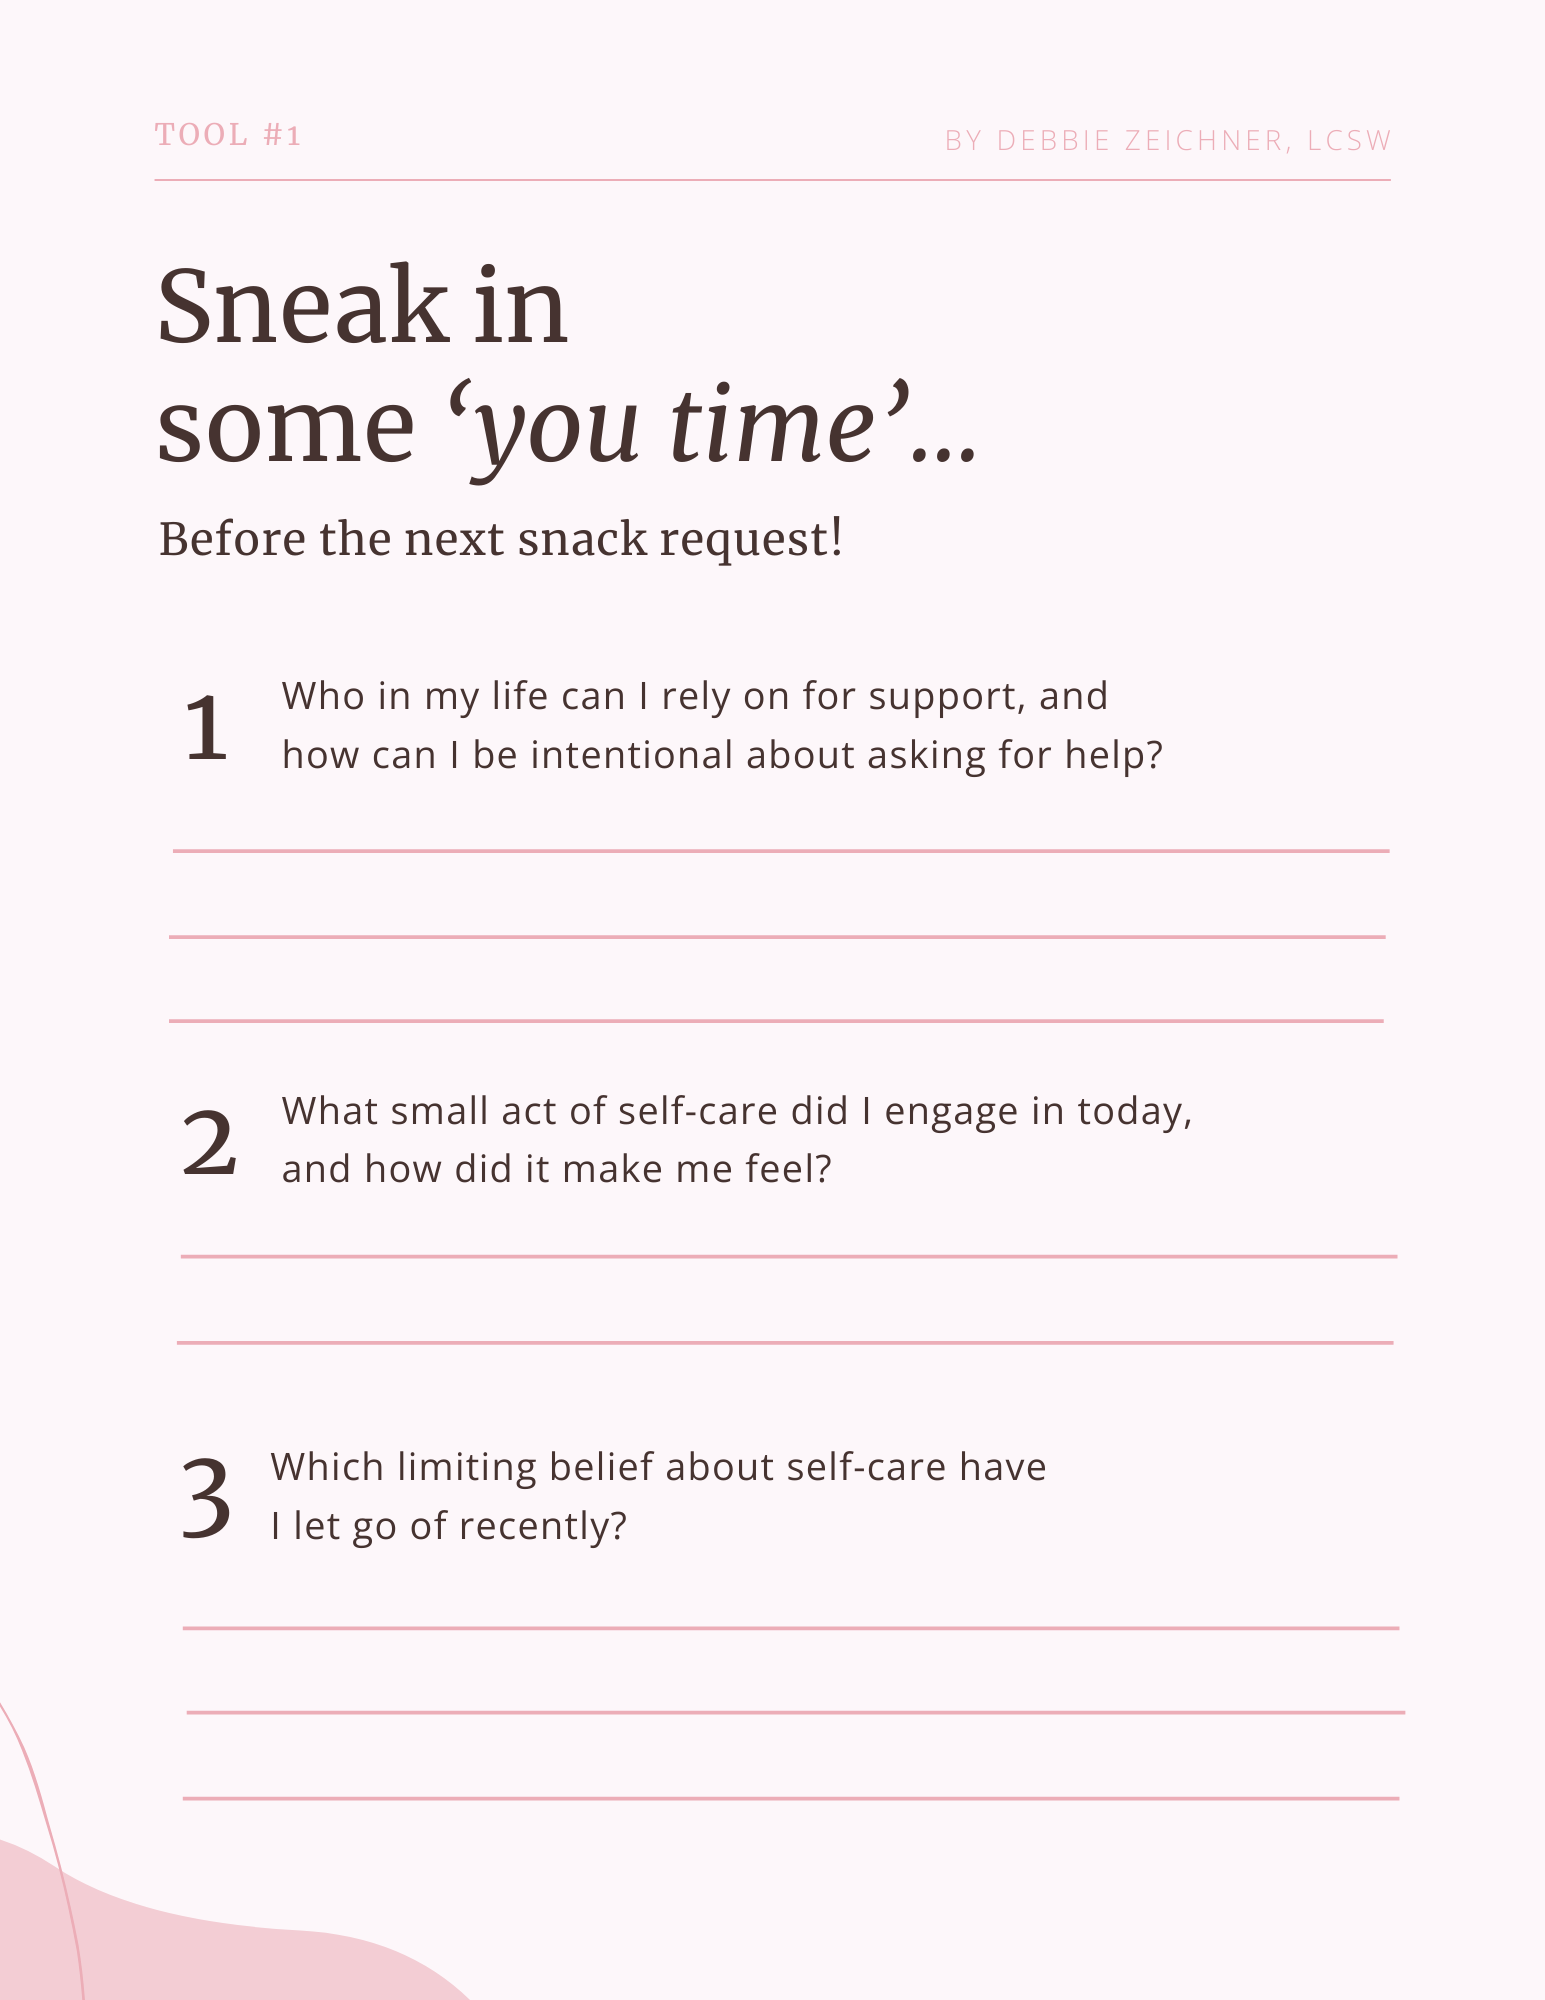 TOOL #1
BY DEBBIE ZEICHNER, LCSW
Sneak in
some ‘you time’...
Before the next snack request!
1
Who in my life can I rely on for support, and
how can I be intentional about asking for help?
2
What small act of self-care did I engage in today,
and how did it make me feel?
3
Which limiting belief about self-care have
I let go of recently?